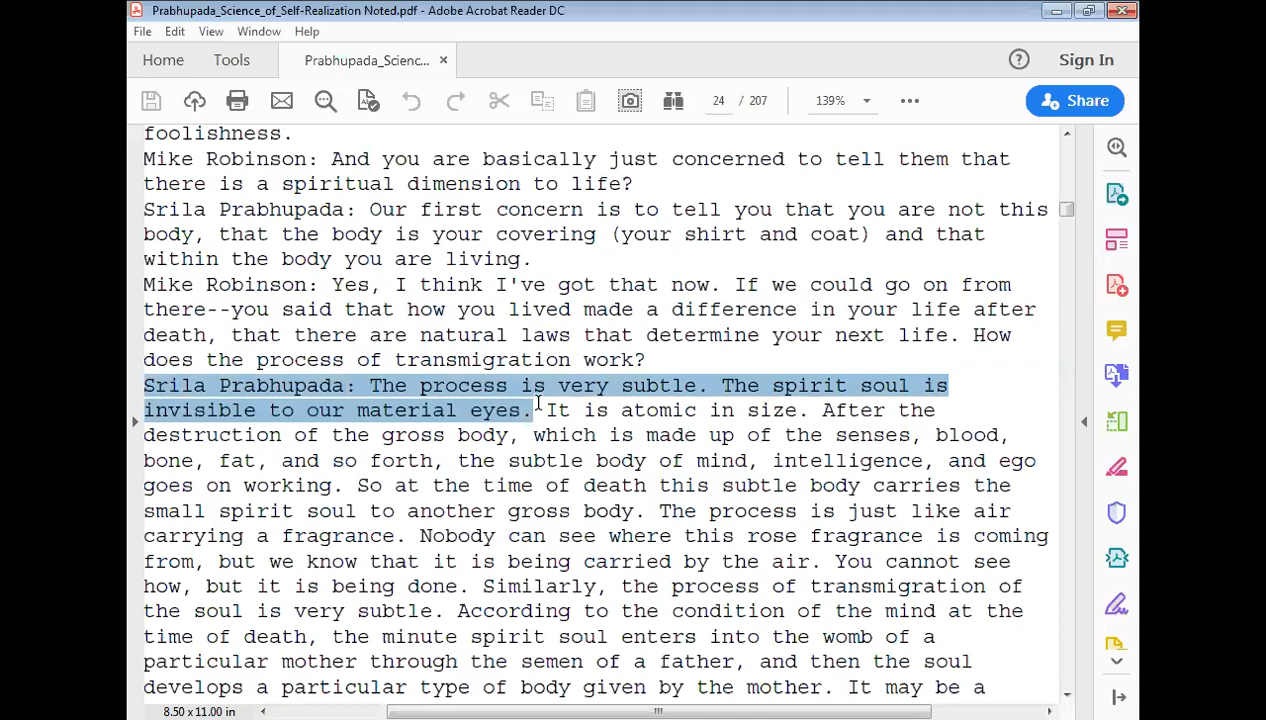 Prabhupada_Science_of_Self-Realization Noted.pdf - Adobe Acrobat Reader DC
File Edit View Window Help
Home Tools Prabhupada_Scienc... × Sign In
24 / 207 139% Share
foolishness.
Mike Robinson: And you are basically just concerned to tell them that
there is a spiritual dimension to life?
Srila Prabhupada: Our first concern is to tell you that you are not this
body, that the body is your covering (your shirt and coat) and that
within the body you are living.
Mike Robinson: Yes, I think I've got that now. If we could go on from
there--you said that how you lived made a difference in your life after
death, that there are natural laws that determine your next life. How
does the process of transmigration work?
Srila Prabhupada: The process is very subtle. The spirit soul is
invisible to our material eyes. It is atomic in size. After the
destruction of the gross body, which is made up of the senses, blood,
bone, fat, and so forth, the subtle body of mind, intelligence, and ego
goes on working. So at the time of death this subtle body carries the
small spirit soul to another gross body. The process is just like air
carrying a fragrance. Nobody can see where this rose fragrance is coming
from, but we know that it is being carried by the air. You cannot see
how, but it is being done. Similarly, the process of transmigration of
the soul is very subtle. According to the condition of the mind at the
time of death, the minute spirit soul enters into the womb of a
particular mother through the semen of a father, and then the soul
develops a particular type of body given by the mother. It may be a
8.50 x 11.00 in